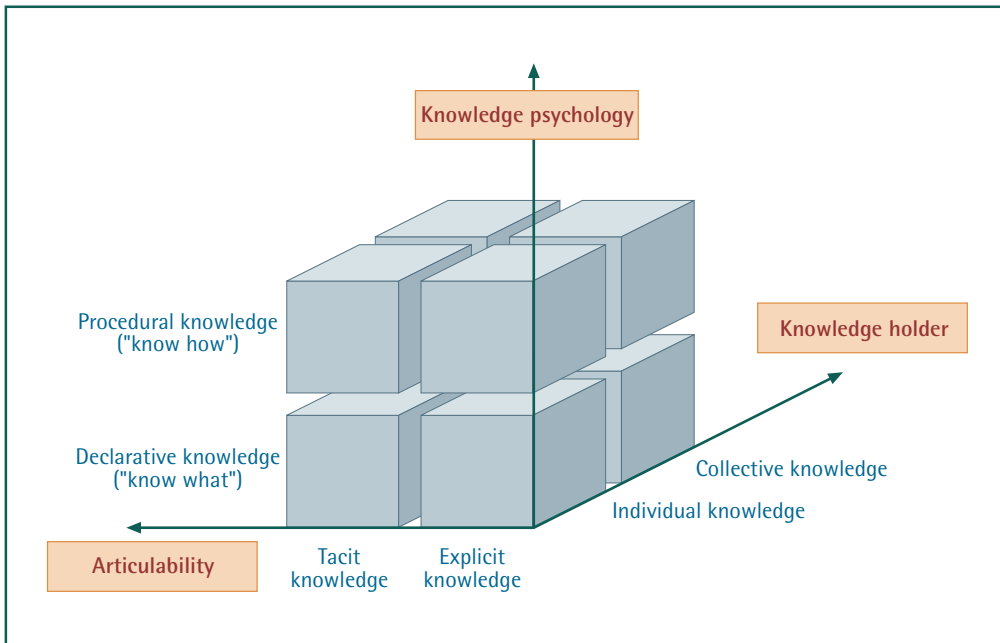 Knowledge psychology
Procedural knowledge
("know how")
Knowledge holder
Declarative knowledge
("know what")
Collective knowledge
Individual knowledge
Articulability
Tacit
knowledge
Explicit
knowledge